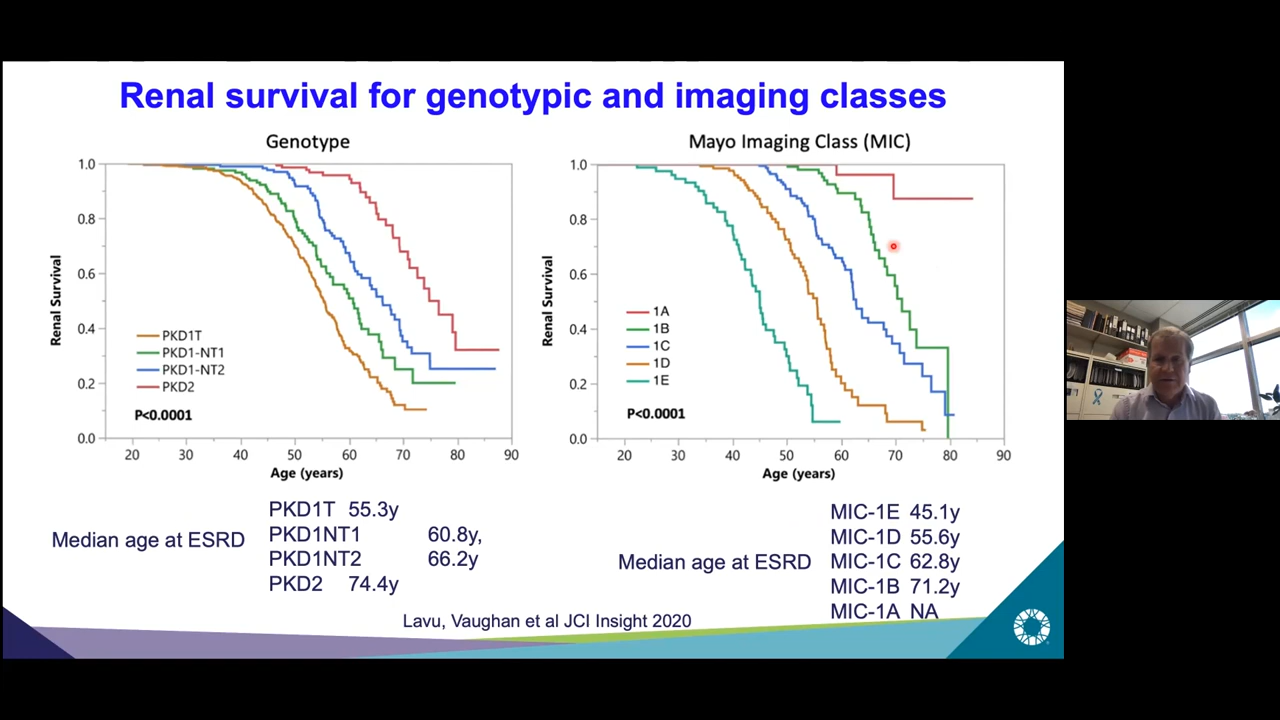 Renal survival for genotypic and imaging classes
Genotype
1.0
0.8
0.6
0.4
0.2
0.0
Renal Survival
PKD1T
PKD1-NT1
PKD1-NT2
PKD2
P<0.0001
20 30 40 50 60 70 80 90
Age (years)
Mayo Imaging Class (MIC)
1.0
0.8
0.6
0.4
0.2
0.0
Renal Survival
1A
1B
1C
1D
1E
P<0.0001
20 30 40 50 60 70 80 90
Age (years)
Median age at ESRD
PKD1T 55.3y
PKD1NT1 60.8y,
PKD1NT2 66.2y
PKD2 74.4y
Median age at ESRD
MIC-1E 45.1y
MIC-1D 55.6y
MIC-1C 62.8y
MIC-1B 71.2y
MIC-1A NA
Lavu, Vaughan et al JCI Insight 2020